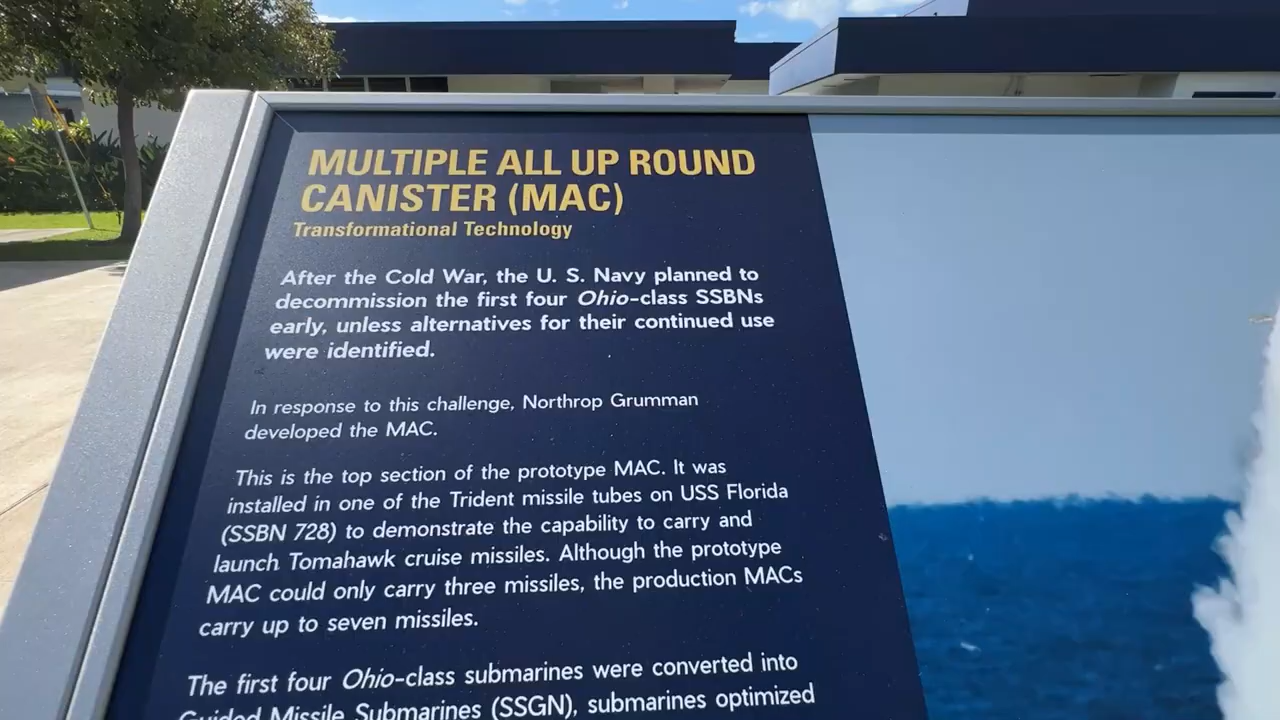 MULTIPLE ALL UP ROUND
CANISTER (MAC)
Transformational Technology
After the Cold War, the U. S. Navy planned to
decommission the first four Ohio-class SSBNs
early, unless alternatives for their continued use
were identified.
In response to this challenge, Northrop Grumman
developed the MAC.
This is the top section of the prototype MAC. It was
installed in one of the Trident missile tubes on USS Florida
(SSBN 728) to demonstrate the capability to carry and
launch Tomahawk cruise missiles. Although the prototype
MAC could only carry three missiles, the production MACs
carry up to seven missiles.
The first four Ohio-class submarines were converted into
Guided Missile Submarines (SSGN), submarines optimized